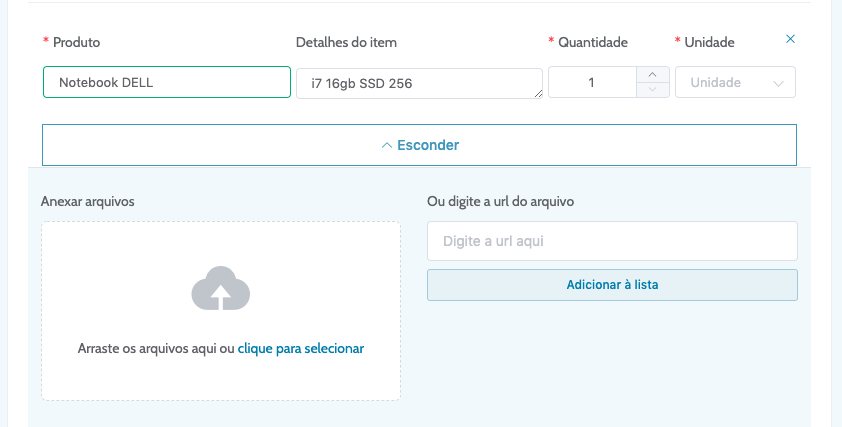 * Produto
Detalhes do item
* Quantidade
* Unidade
Notebook DELL
i7 16gb SSD 256
1
Unidade
Esconder
Anexar arquivos
Ou digite a url do arquivo
Digite a url aqui
Adicionar à lista
Arraste os arquivos aqui ou clique para selecionar